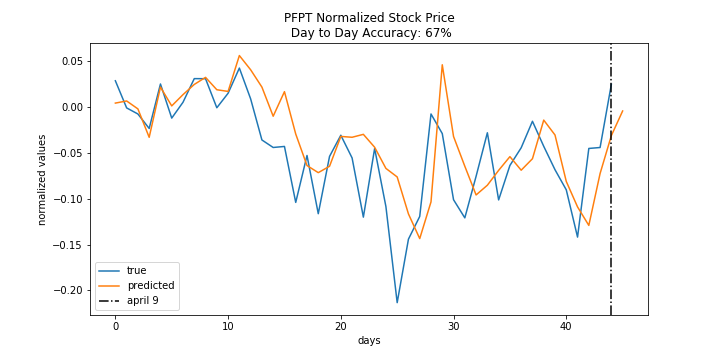 PFPT Normalized Stock Price
Day to Day Accuracy: 67%
0.05
0.00
−0.05
−0.10
−0.15
−0.20
normalized values
true
predicted
april 9
0 10 20 30 40
days